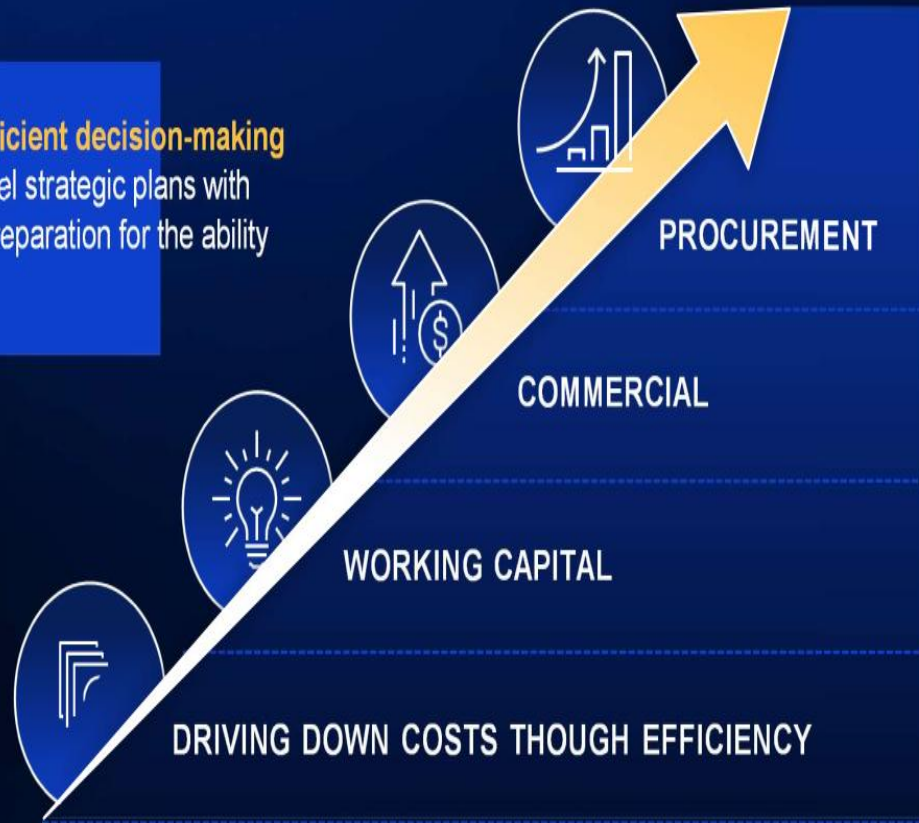 icient decision-making
el strategic plans with
eparation for the ability
PROCUREMENT
$
COMMERCIAL
WORKING CAPITAL
DRIVING DOWN COSTS THOUGH EFFICIENCY